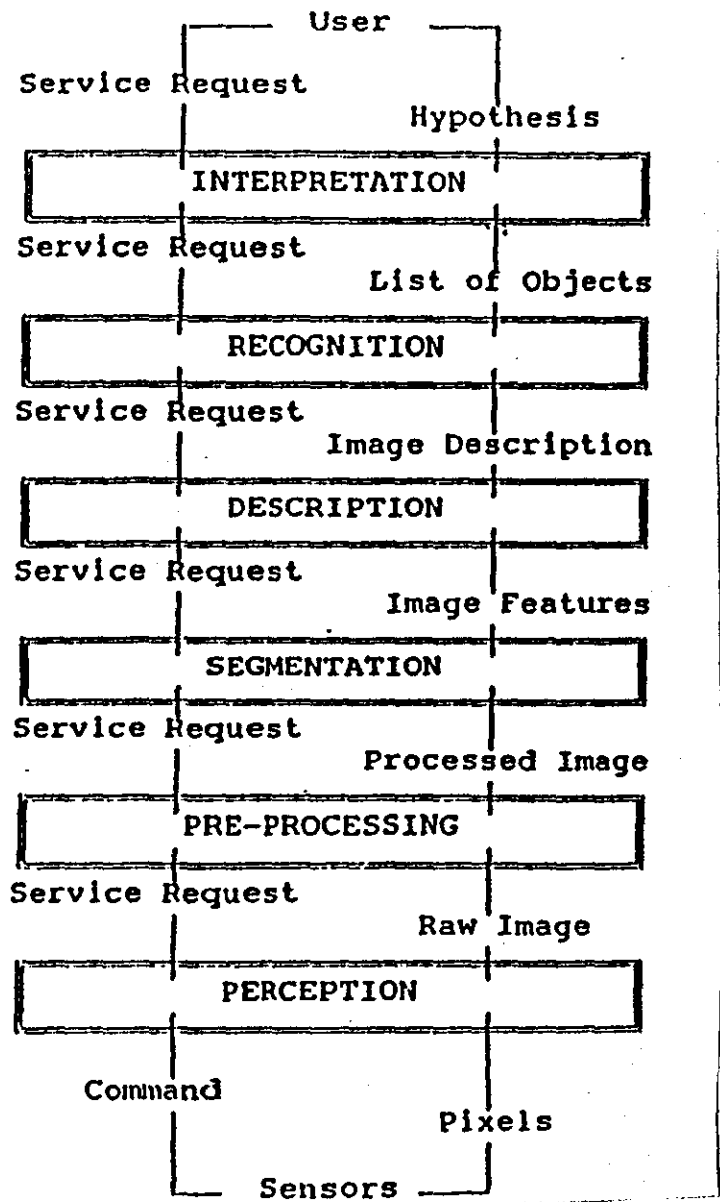 User
Service Request
Hypothesis
INTERPRETATION
Service Request
List of Objects
RECOGNITION
Service Request
Image Description
DESCRIPTION
Service Request
Image Features
SEGMENTATION
Service Request
Processed Image
PRE-PROCESSING
Service Request
Raw Image
PERCEPTION
Command
Pixels
Sensors